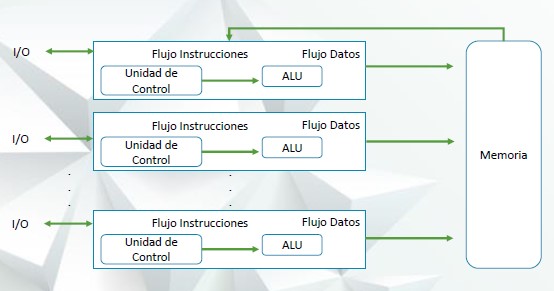 I/O
Flujo Instrucciones
Flujo Datos
Unidad de
Control
ALU
I/O
Flujo Instrucciones
Flujo Datos
Unidad de
Control
ALU
Memoria
.
.
.
.
.
.
I/O
Flujo Instrucciones
Flujo Datos
Unidad de
Control
ALU